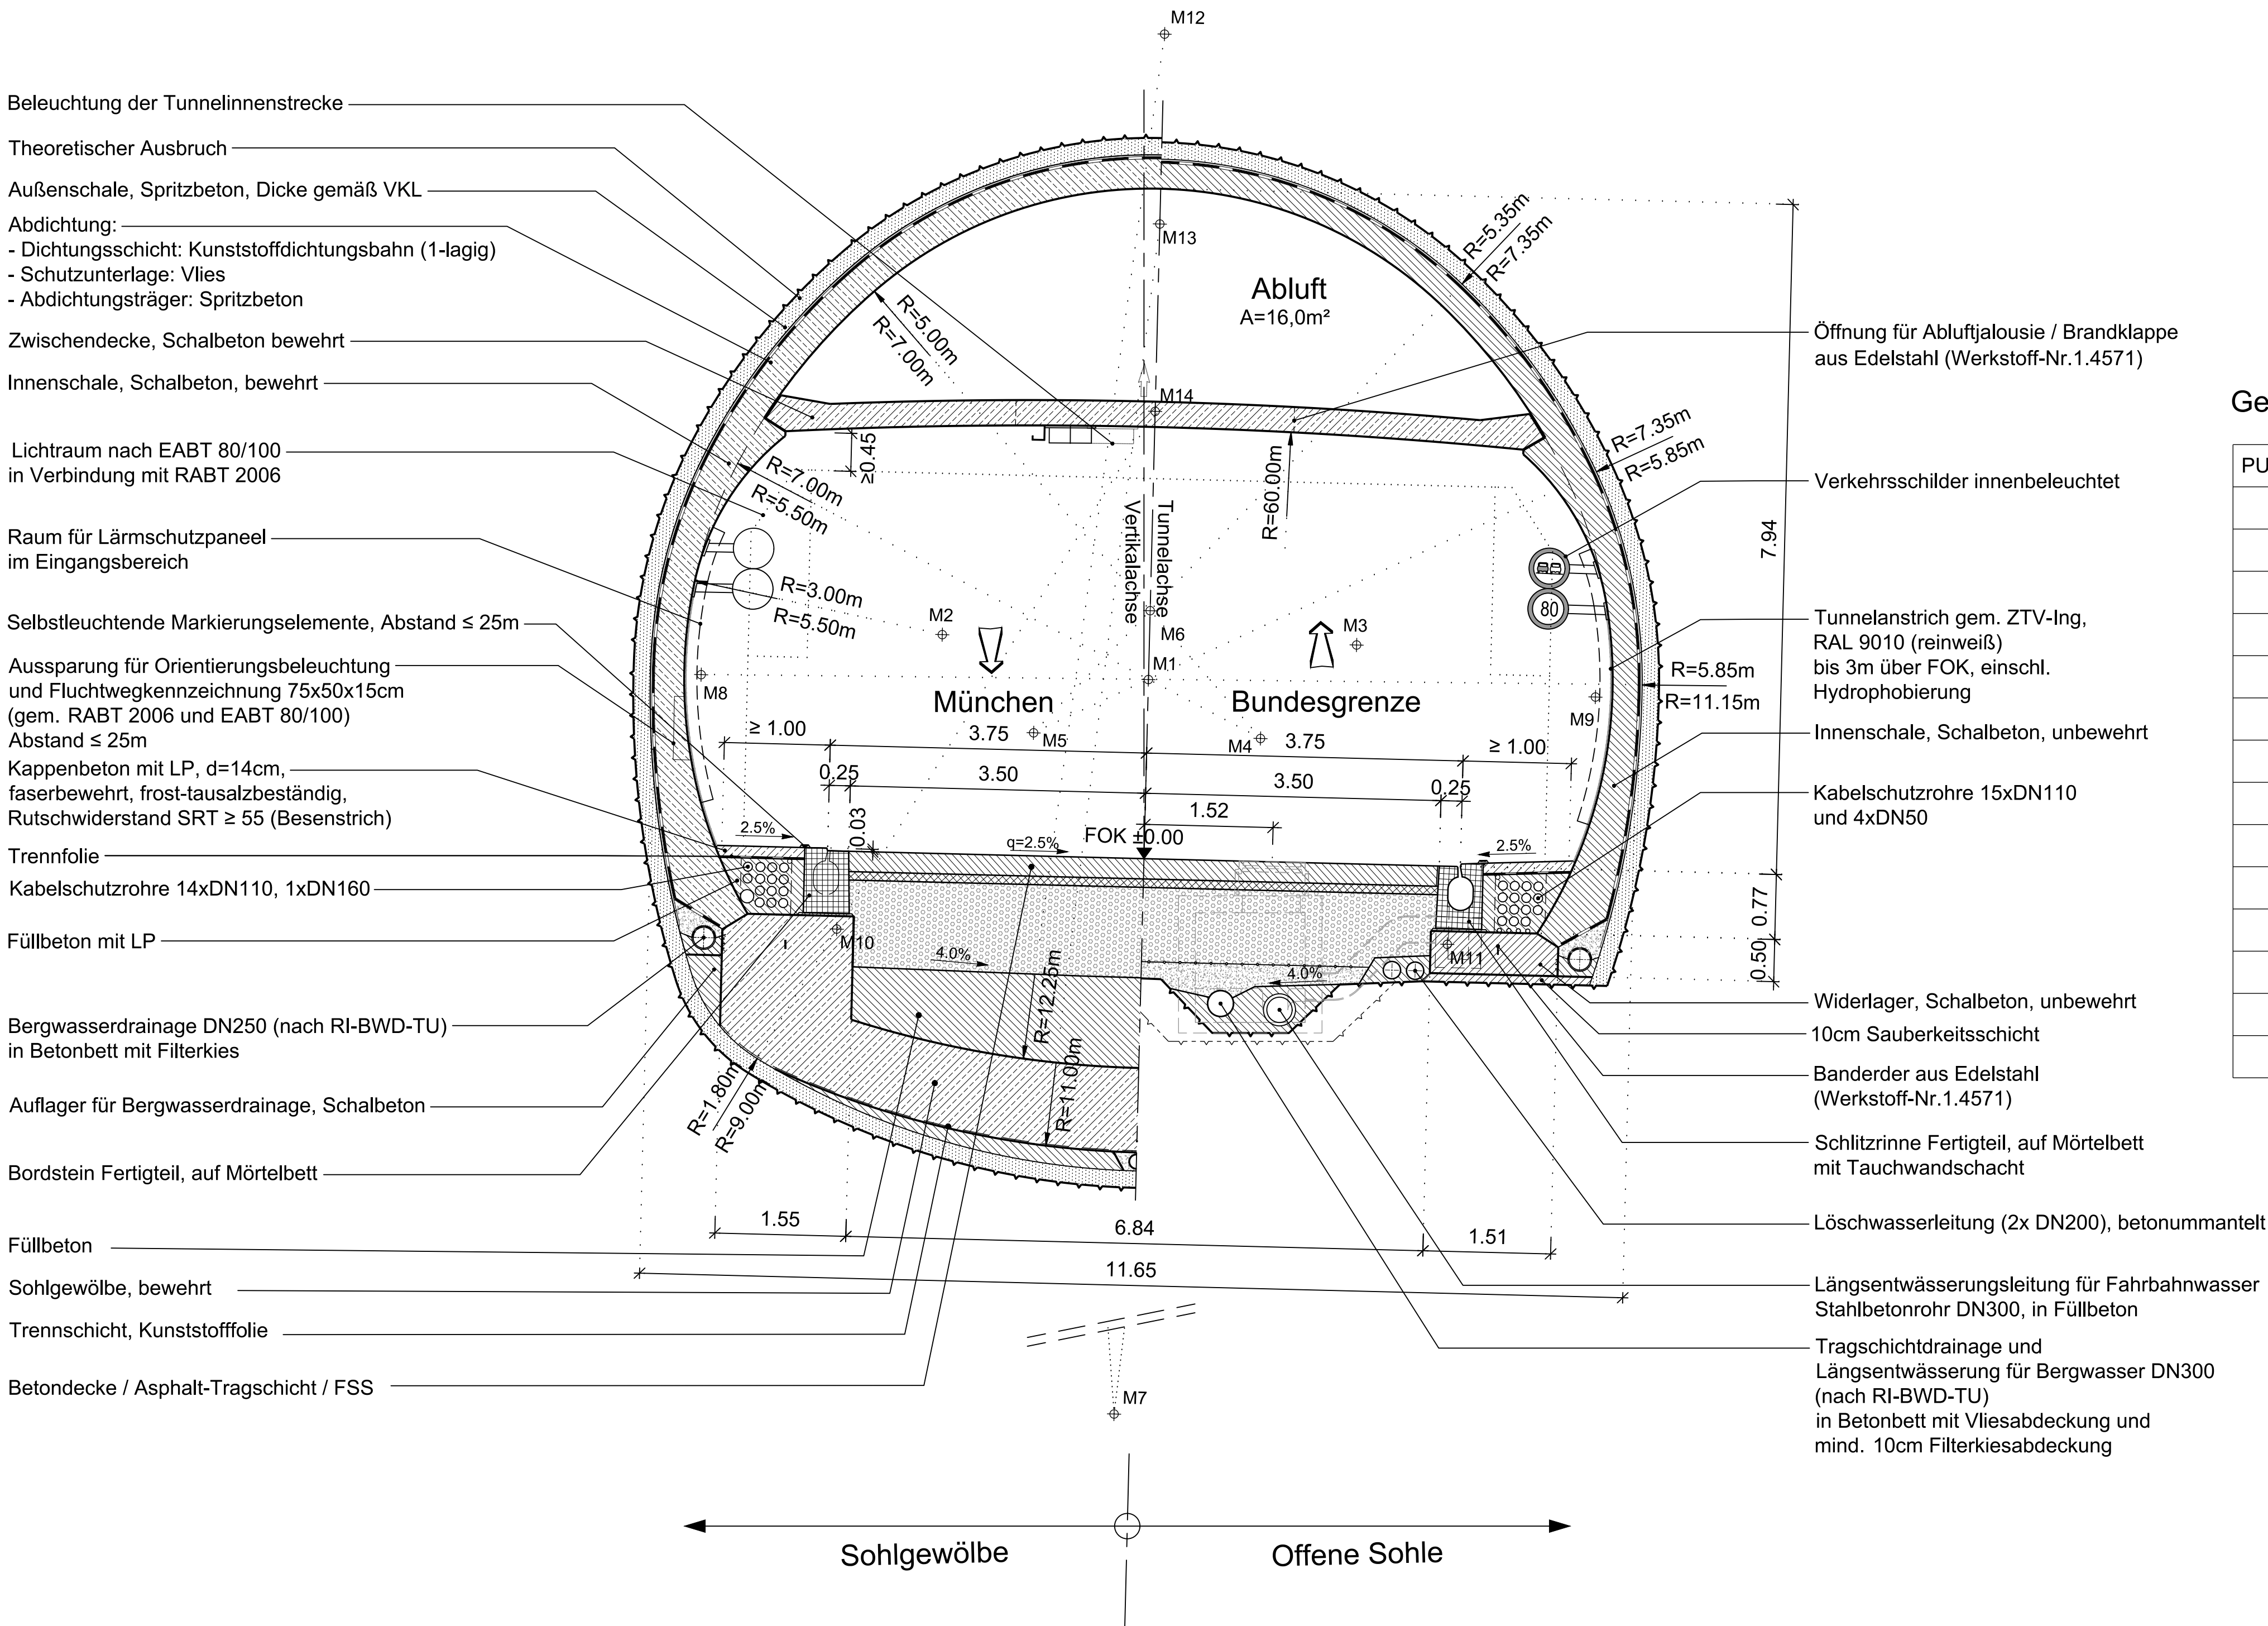 M12
Beleuchtung der Tunnelinnenstrecke
Theoretischer Ausbruch
Außenschale, Spritzbeton, Dicke gemäß VKL
Abdichtung:
- Dichtungsschicht: Kunststoffdichtungsbahn (1-lagig)
- Schutzunterlage: Vlies
- Abdichtungsträger: Spritzbeton
Zwischendecke, Schalbeton bewehrt
Innenschale, Schalbeton, bewehrt
Lichtraum nach EABT 80/100
in Verbindung mit RABT 2006
Raum für Lärmschutzpaneel
im Eingangsbereich
Selbstleuchtende Markierungselemente, Abstand ≤ 25m
Aussparung für Orientierungsbeleuchtung
und Fluchtwegkennzeichnung 75x50x15cm
(gem. RABT 2006 und EABT 80/100)
Abstand ≤ 25m
Kappenbeton mit LP, d=14cm,
faserbewehrt, frost-tausalzbeständig,
Rutschwiderstand SRT ≥ 55 (Besenstrich)
Trennfolie
Kabelschutzrohre 14xDN110, 1xDN160
Füllbeton mit LP
Bergwasserdrainage DN250 (nach RI-BWD-TU)
in Betonbett mit Filterkies
Auflager für Bergwasserdrainage, Schalbeton
Bordstein Fertigteil, auf Mörtelbett
Füllbeton
Sohlgewölbe, bewehrt
Trennschicht, Kunststofffolie
Betondecke / Asphalt-Tragschicht / FSS
M13
R=5.35m
R=7.35m
Abluft
A=16,0m²
R=5.00m
R=7.00m
M14
≥0.45
R=7.00m
R=5.50m
R=60.00m
R=7.35m
R=5.85m
Tunnelachse
Vertikalachse
R=3.00m
R=5.50m
M2
M6
M3
80
M1
M8
M9
R=5.85m
R=11.15m
München
Bundesgrenze
≥ 1.00
3.75
M5
M4
3.75
≥ 1.00
0.25
3.50
3.50
0.25
1.52
2.5%
0.03
q=2.5%
FOK ±0.00
2.5%
7.94
0.77
0.50
M10
M11
4.0%
4.0%
R=12.25m
R=11.00m
R=1.80m
R=9.00m
1.55
6.84
1.51
11.65
M7
Sohlgewölbe
Offene Sohle
Öffnung für Abluftjalousie / Brandklappe
aus Edelstahl (Werkstoff-Nr.1.4571)
Verkehrsschilder innenbeleuchtet
Tunnelanstrich gem. ZTV-Ing,
RAL 9010 (reinweiß)
bis 3m über FOK, einschl.
Hydrophobierung
Innenschale, Schalbeton, unbewehrt
Kabelschutzrohre 15xDN110
und 4xDN50
Widerlager, Schalbeton, unbewehrt
10cm Sauberkeitsschicht
Banderder aus Edelstahl
(Werkstoff-Nr.1.4571)
Schlitzrinne Fertigteil, auf Mörtelbett
mit Tauchwandschacht
Löschwasserleitung (2x DN200), betonummantelt
Längsentwässerungsleitung für Fahrbahnwasser
Stahlbetonrohr DN300, in Füllbeton
Tragschichtdrainage und
Längsentwässerung für Bergwasser DN300
(nach RI-BWD-TU)
in Betonbett mit Vliesabdeckung und
mind. 10cm Filterkiesabdeckung
Ge
PU